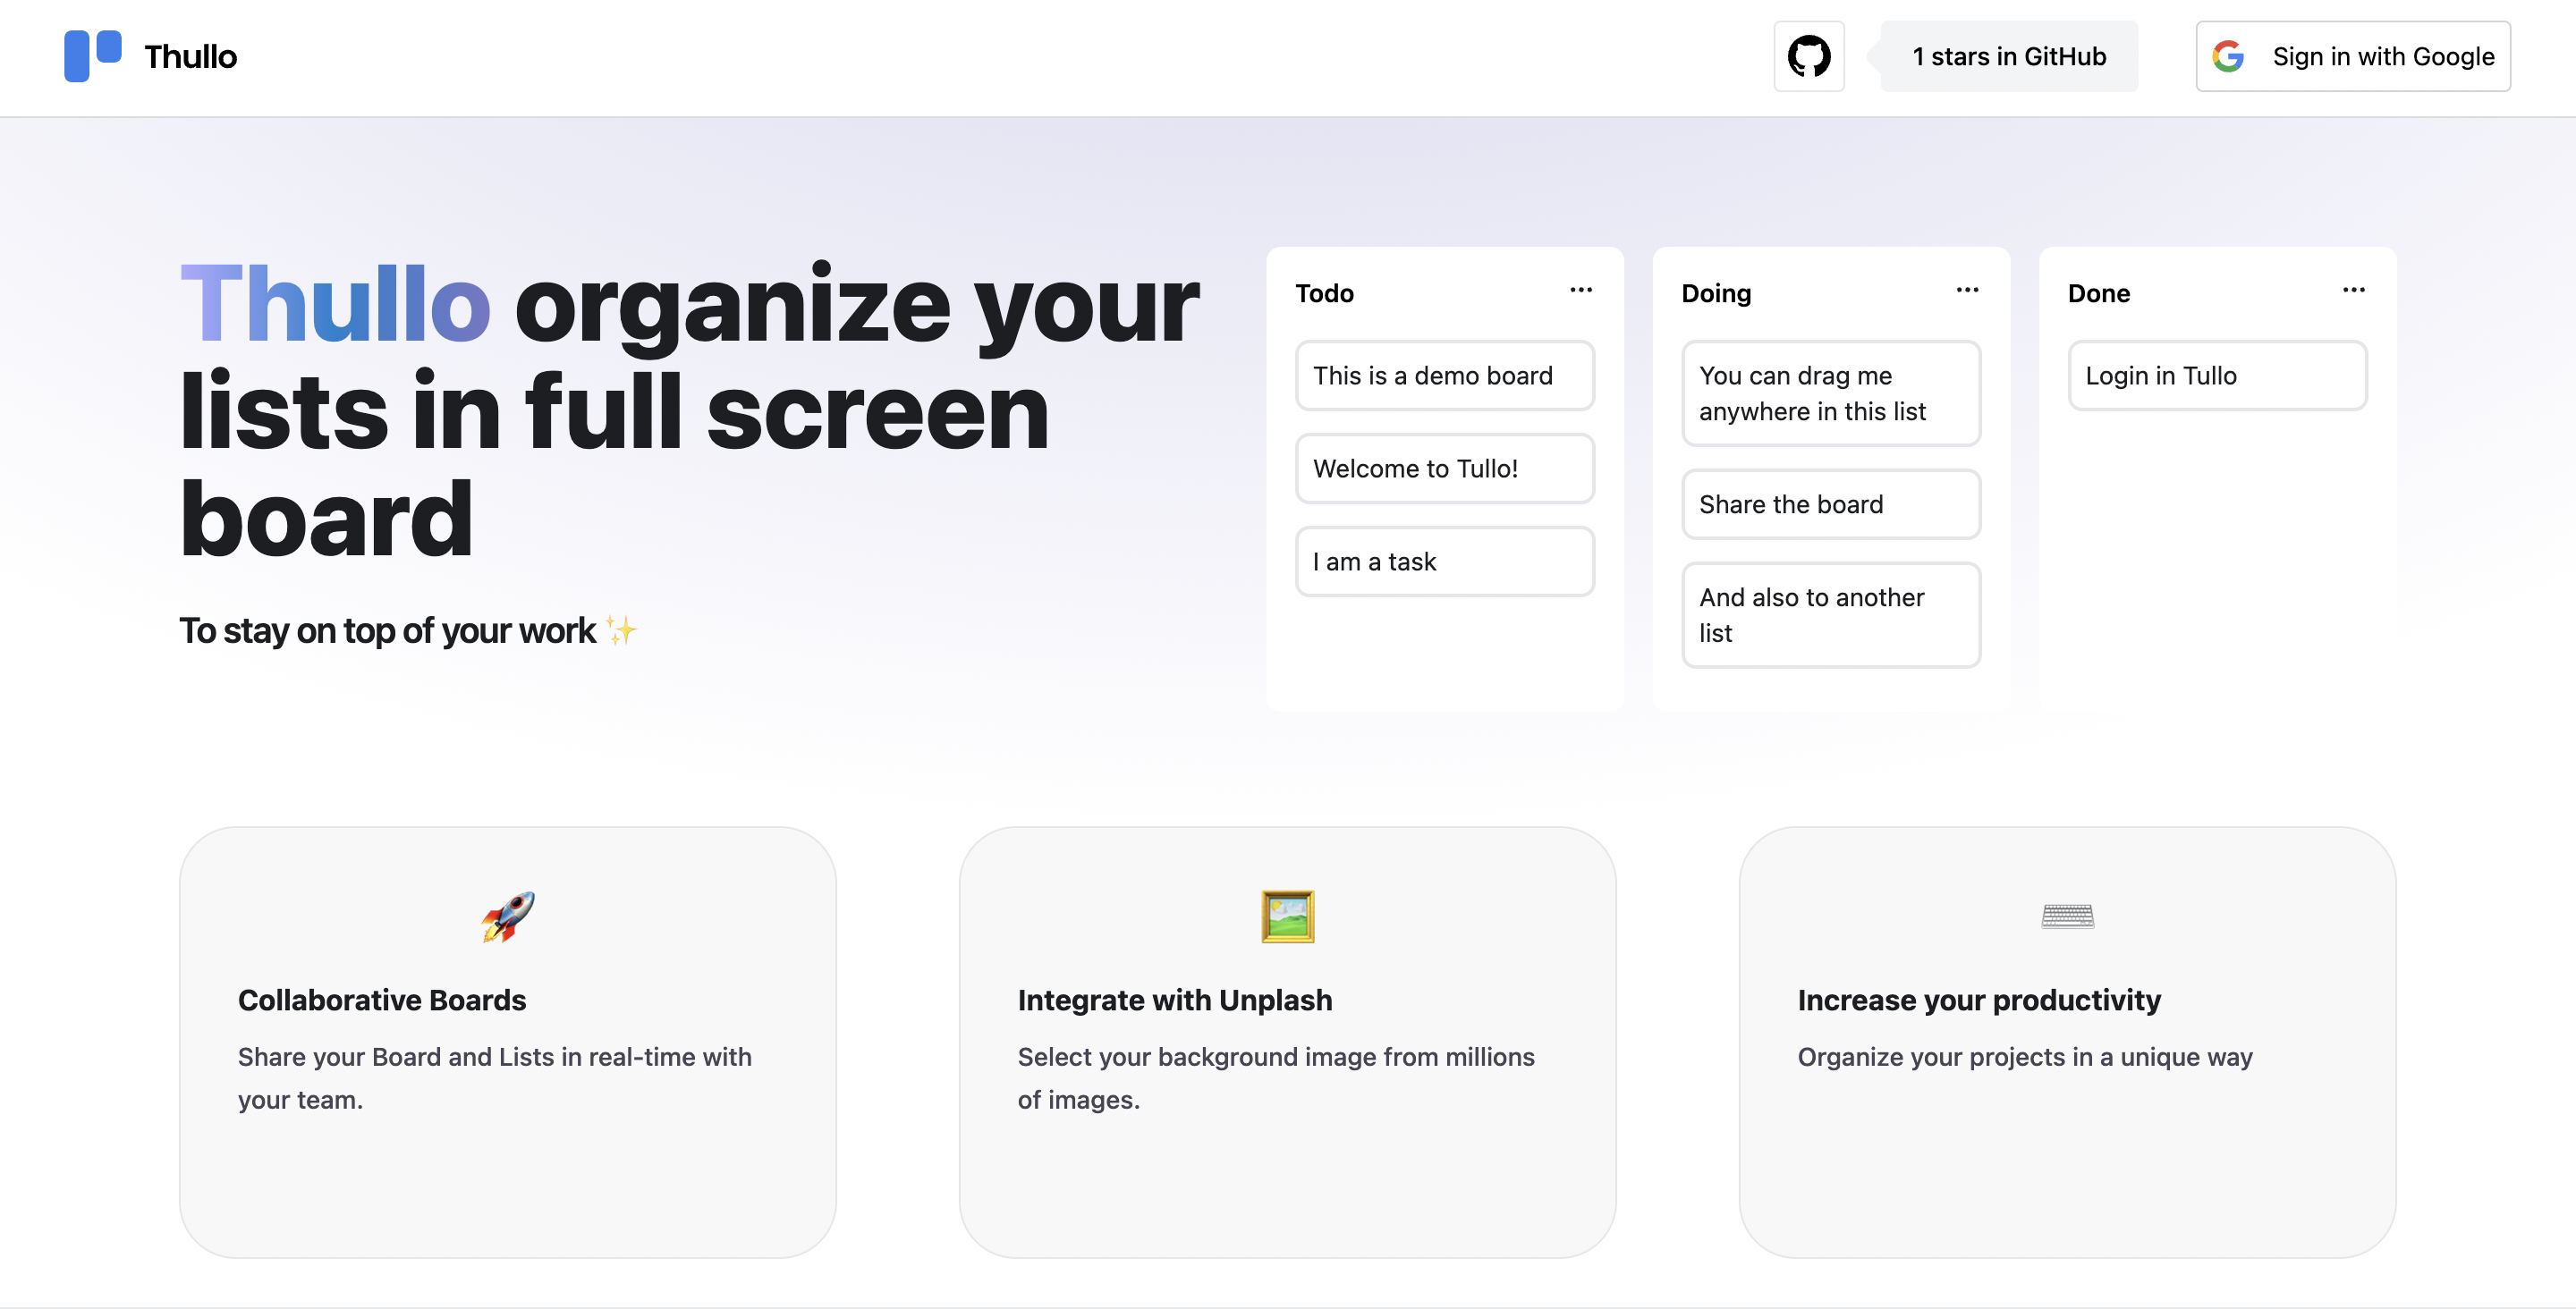 Thullo
1 stars in GitHub
Sign in with Google
Thullo organize your
lists in full screen
board
To stay on top of your work ✨
Todo
This is a demo board
Welcome to Tullo!
I am a task
Doing
You can drag me
anywhere in this list
Share the board
And also to another
list
Done
Login in Tullo
Collaborative Boards
Share your Board and Lists in real-time with
your team.
Integrate with Unplash
Select your background image from millions
of images.
Increase your productivity
Organize your projects in a unique way